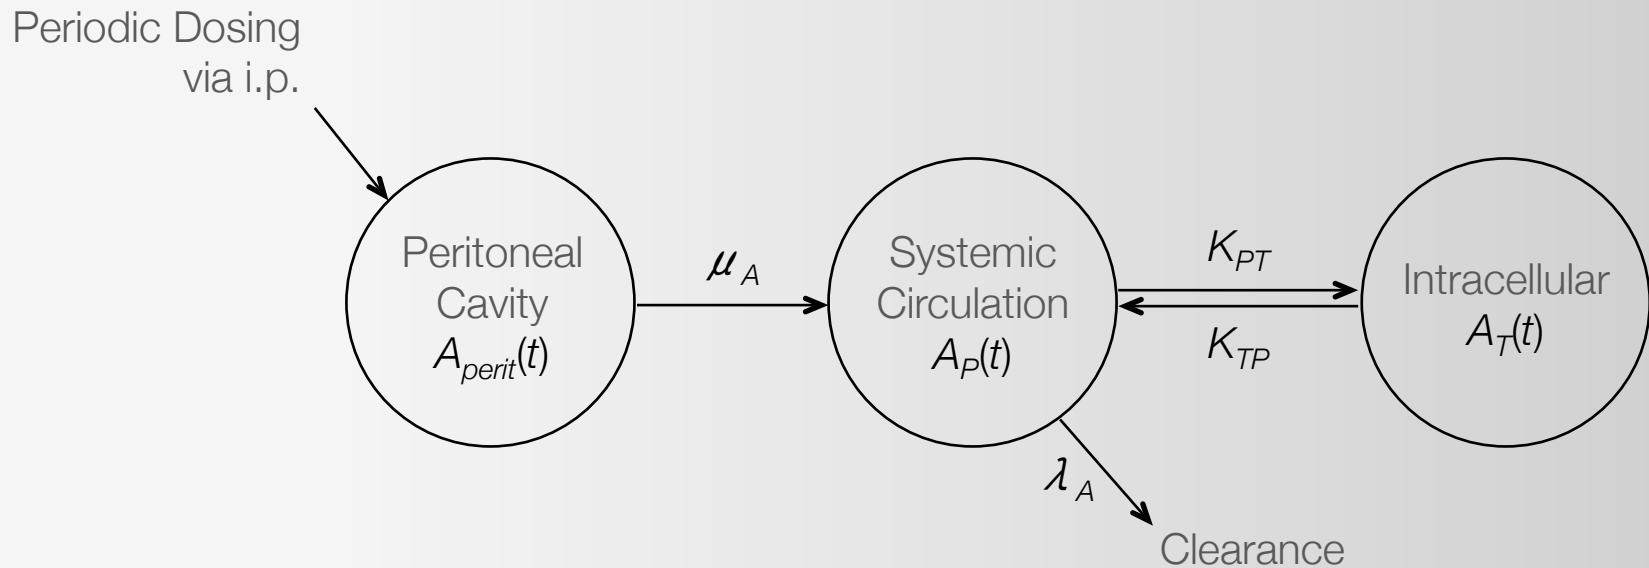 Periodic Dosing
via i.p.
Peritoneal
Cavity
A_perit(t)
μ_A
Systemic
Circulation
A_P(t)
K_PT
K_TP
Intracellular
A_T(t)
λ_A
Clearance